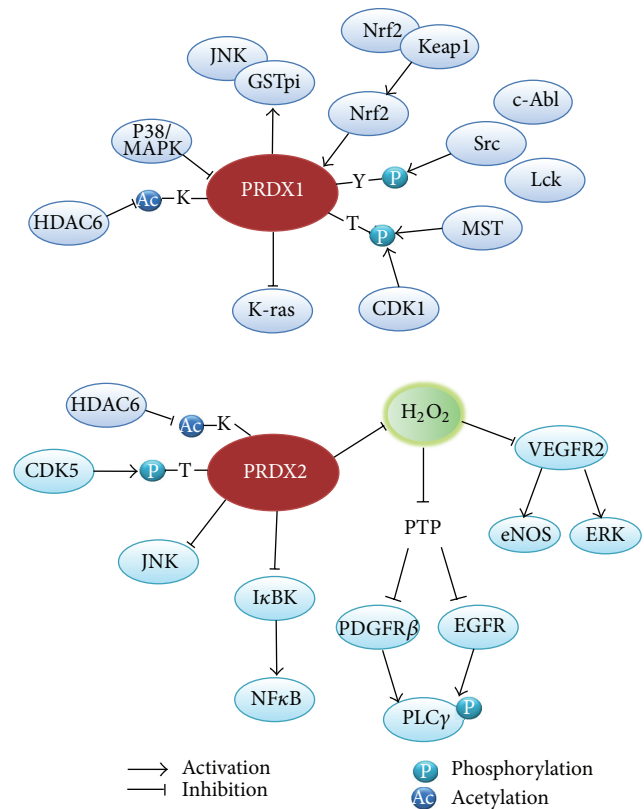 Nrf2
Keap1
JNK
GSTpi
Nrf2
c-Abl
P38/
MAPK
Src
PRDX1
Y
P
Lck
HDAC6
Ac
K
T
P
MST
K-ras
CDK1
HDAC6
Ac
K
H₂O₂
CDK5
P
T
PRDX2
VEGFR2
JNK
PTP
eNOS
ERK
IκBK
PDGFRβ
EGFR
NFκB
PLCγ
P
Activation
Inhibition
P Phosphorylation
Ac Acetylation